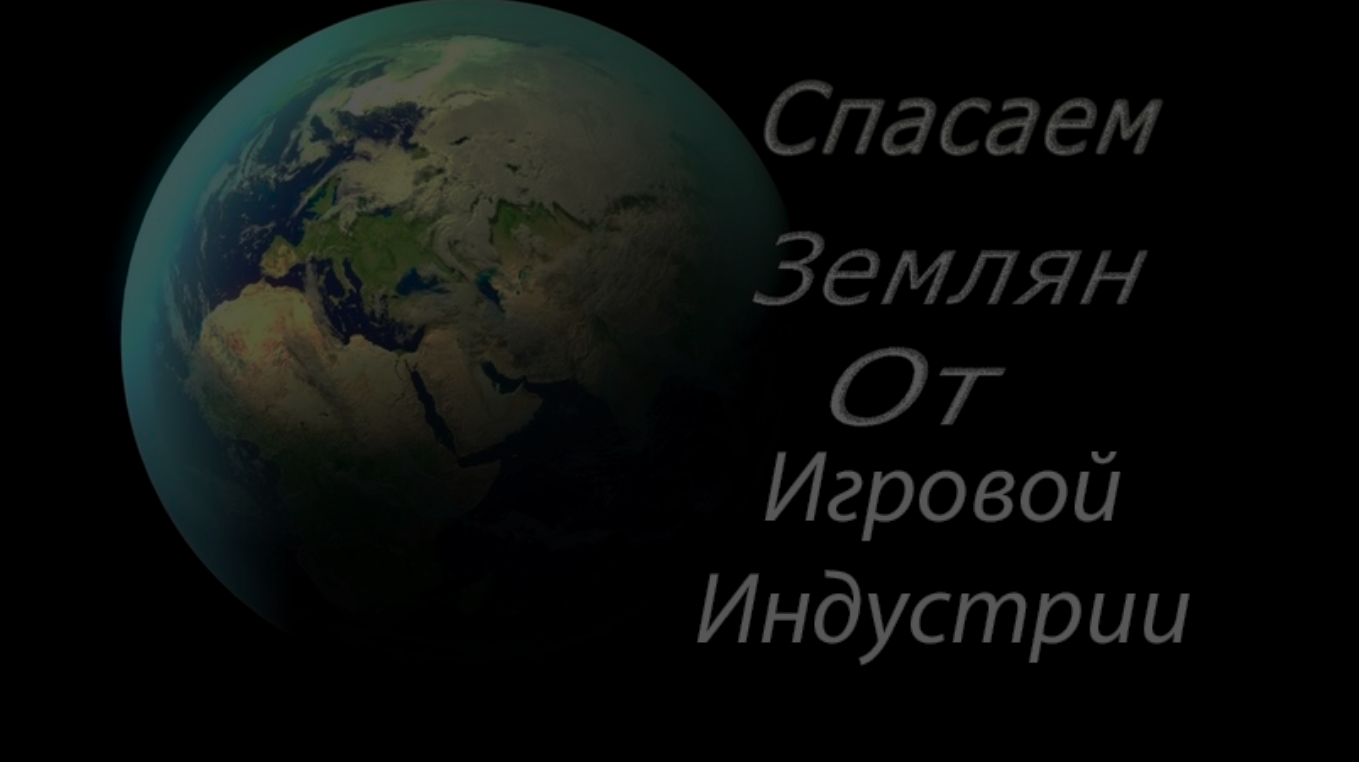 Спасаем
Землян
От
Игровой
Индустрии